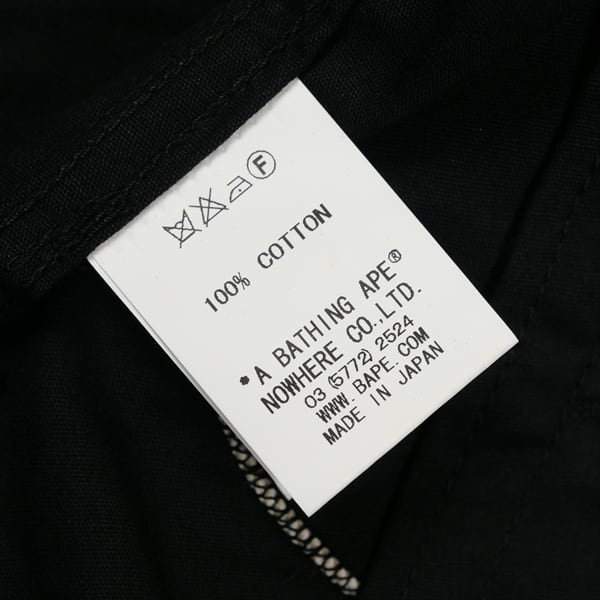 F
100% COTTON
*A BATHING APE®
NOWHERE CO.,LTD.
03 (5772) 2524
WWW.BAPE.COM
MADE IN JAPAN